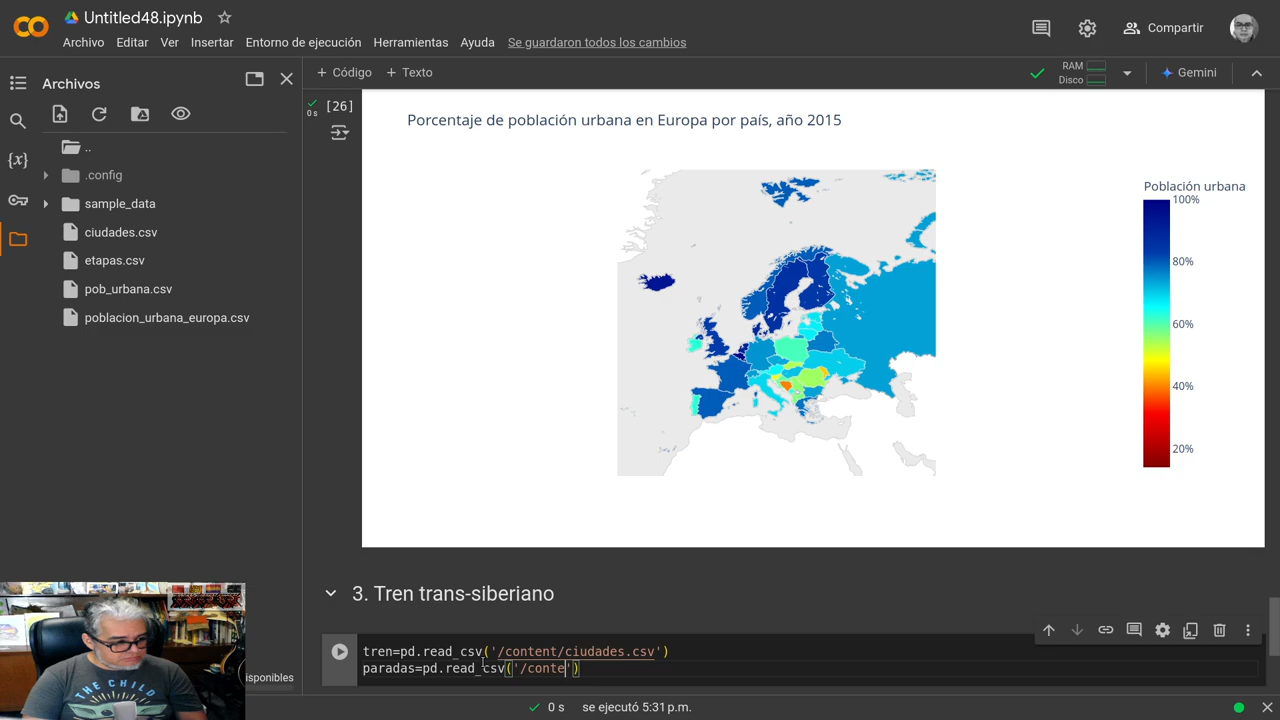 Untitled48.ipynb
Archivo Editar Ver Insertar Entorno de ejecución Herramientas Ayuda Se guardaron todos los cambios
Compartir
Archivos
+ Código + Texto
RAM
Disco
Gemini
..
.config
sample_data
ciudades.csv
etapas.csv
pob_urbana.csv
poblacion_urbana_europa.csv
0 s
[26]
Porcentaje de población urbana en Europa por país, año 2015
Población urbana
100%
80%
60%
40%
20%
3. Tren trans-siberiano
tren=pd.read_csv('/content/ciudades.csv')
paradas=pd.read_csv('/conte')
THE CHILD
isponibles
0 s se ejecutó 5:31 p.m.